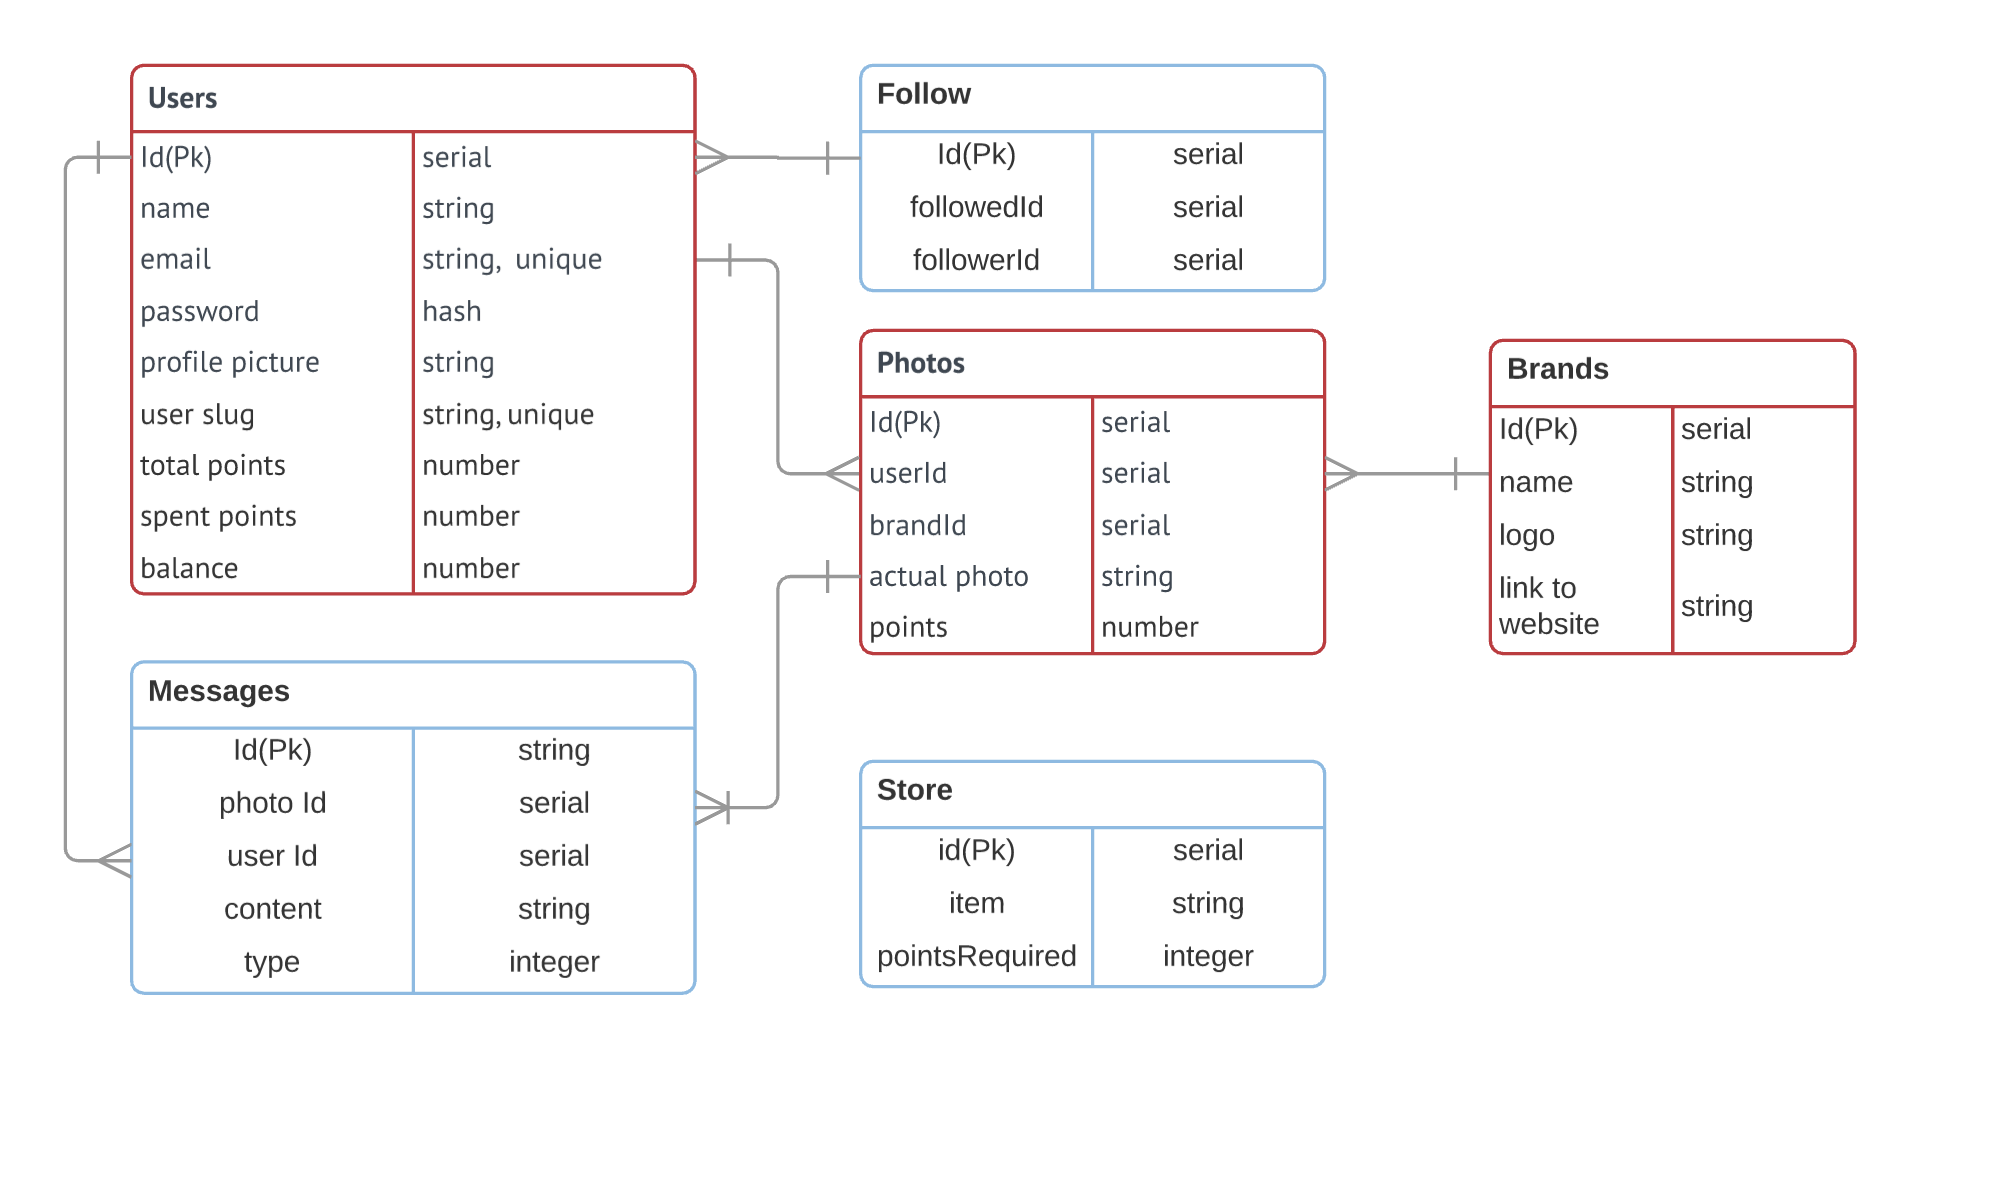 Users
Id(Pk) serial
name string
email string, unique
password hash
profile picture string
user slug string, unique
total points number
spent points number
balance number
Follow
Id(Pk) serial
followedId serial
followerId serial
Photos
Id(Pk) serial
userId serial
brandId serial
actual photo string
points number
Brands
Id(Pk) serial
name string
logo string
link to
website string
Messages
Id(Pk) string
photo Id serial
user Id serial
content string
type integer
Store
id(Pk) serial
item string
pointsRequired integer